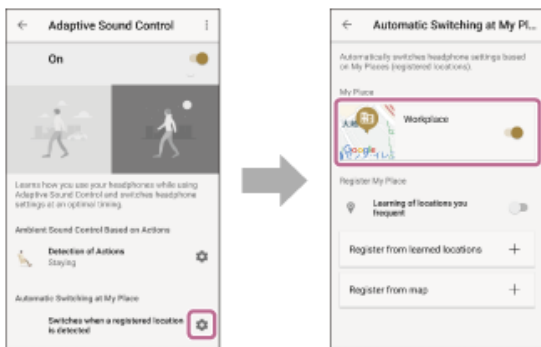 Adaptive Sound Control
On
Learns how you use your headphones while using
Adaptive Sound Control and switches headphone
settings at an optimal timing.
Ambient Sound Control Based on Actions
Detection of Actions
Staying
Automatic Switching at My Place
Switches when a registered location
is detected
Automatic Switching at My Pl...
Automatically switches headphone settings based
on My Places (registered locations).
My Place
Workplace
Google
Register My Place
Learning of locations you
frequent
Register from learned locations
Register from map